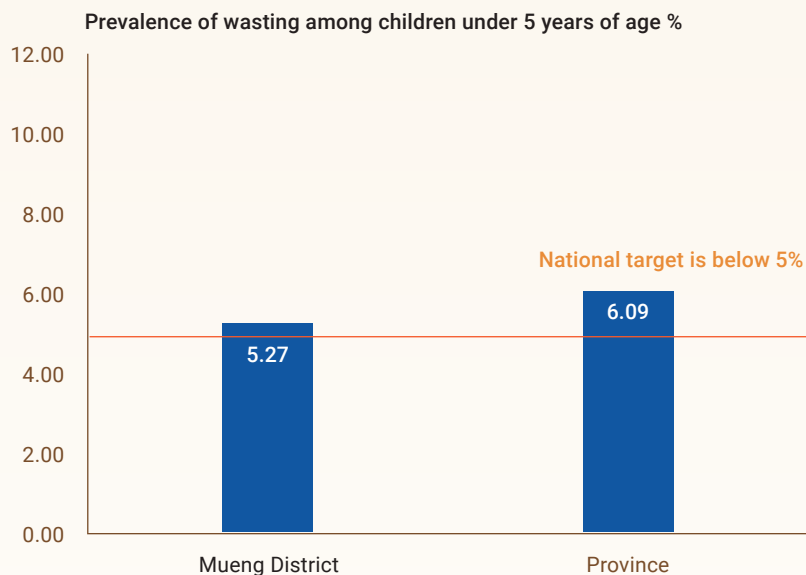 Prevalence of wasting among children under 5 years of age %
12.00
10.00
8.00
National target is below 5%
6.00
6.09
5.27
4.00
2.00
0.00
Mueng District
Province